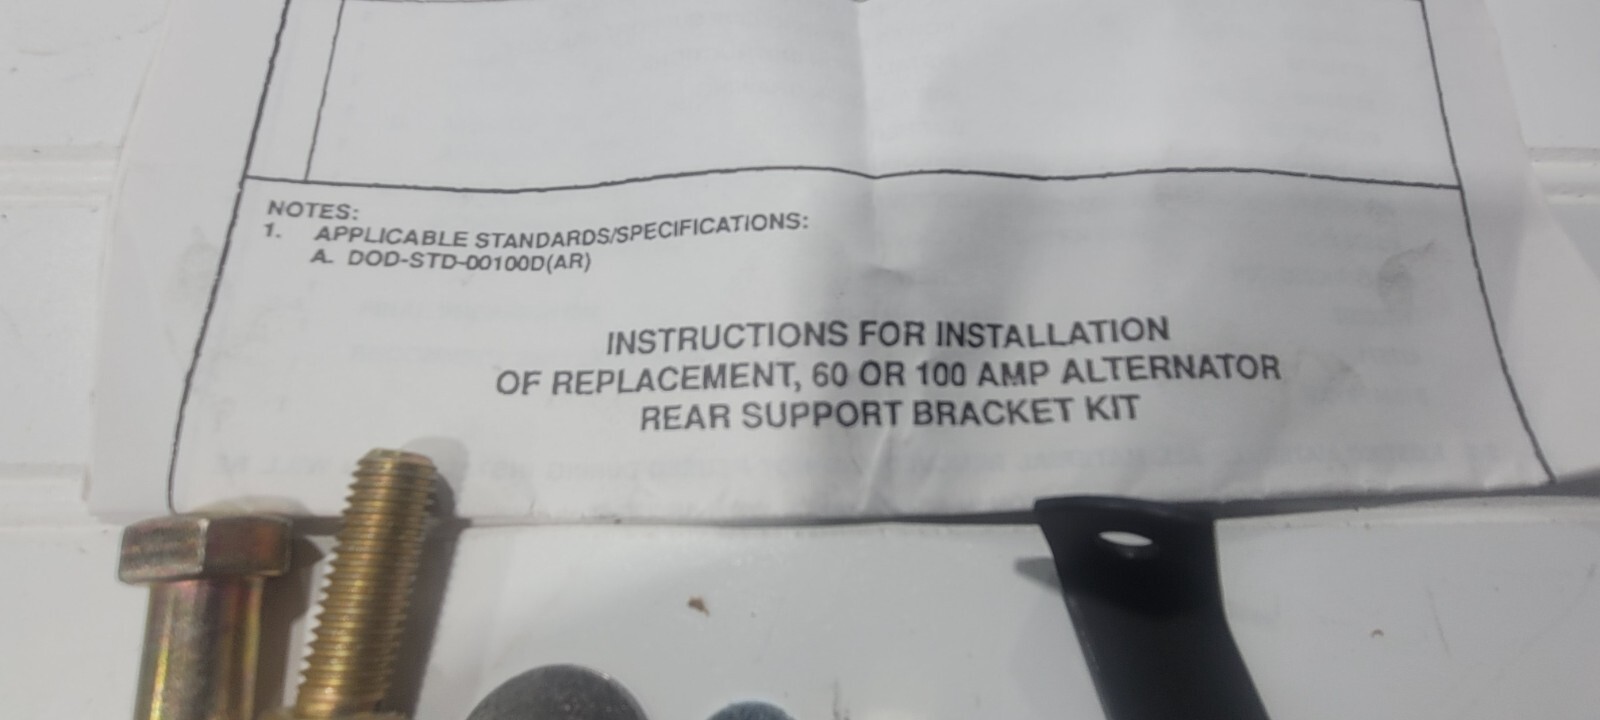 NOTES:
1. APPLICABLE STANDARDS/SPECIFICATIONS:
A. DOD-STD-00100D(AR)
INSTRUCTIONS FOR INSTALLATION
OF REPLACEMENT, 60 OR 100 AMP ALTERNATOR
REAR SUPPORT BRACKET KIT